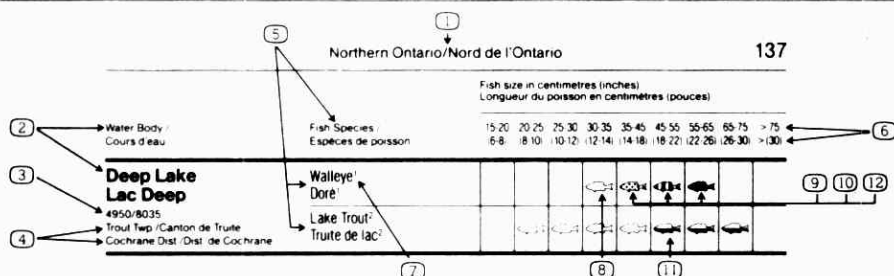 1
5
Northern Ontario/Nord de l'Ontario
137
Fish size in centimetres (inches)
Longueur du poisson en centimètres (pouces)
2
Water Body /
Cours d'eau
Fish Species /
Espèces de poisson
15-20 20-25 25-30 30-35 35-45 45-55 55-65 65-75 >75
(6-8) (8-10) (10-12) (12-14) (14-18) (18-22) (22-26) (26-30) >(30)
6
3
Deep Lake
Lac Deep
4950/8035
4
Trout Twp /Canton de Truite
Cochrane Dist /Dist de Cochrane
Walleye¹
Doré¹
Lake Trout²
Truite de lac²
9 10 12
7
8
11